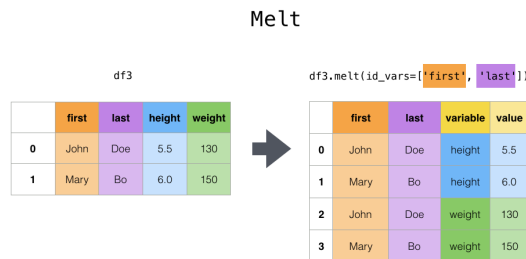 Melt
df3
first last height weight
0 John Doe 5.5 130
1 Mary Bo 6.0 150
df3.melt(id_vars=['first', 'last'])
first last variable value
0 John Doe height 5.5
1 Mary Bo height 6.0
2 John Doe weight 130
3 Mary Bo weight 150